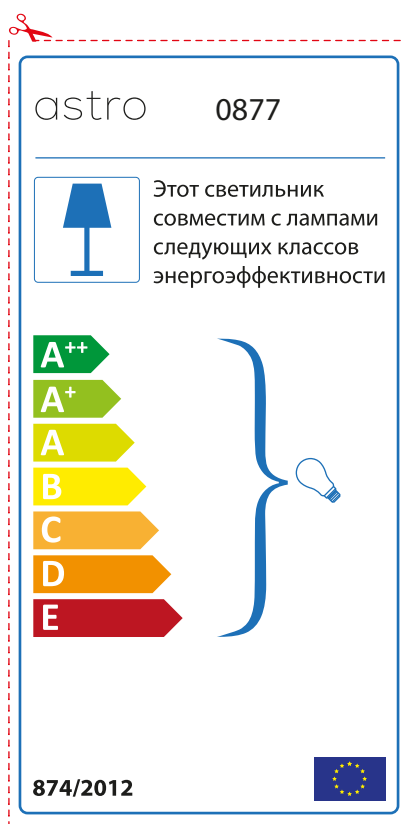 astro 0877
Этот светильник
совместим с лампами
следующих классов
энергоэффективности
A++
A+
A
B
C
D
E
874/2012